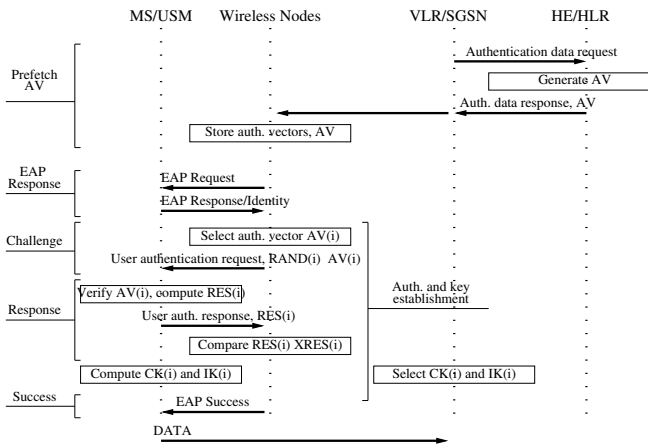 MS/USM Wireless Nodes VLR/SGSN HE/HLR
Authentication data request
Prefetch
AV
Generate AV
Auth. data response, AV
Store auth. vectors, AV
EAP
Response
EAP Request
EAP Response/Identity
Challenge
Select auth. vector AV(i)
User authentication request, RAND(i) AV(i)
Auth. and key
establishment
Response
Verify AV(i), compute RES(i)
User auth. response, RES(i)
Compare RES(i) XRES(i)
Compute CK(i) and IK(i)
Select CK(i) and IK(i)
Success
EAP Success
DATA